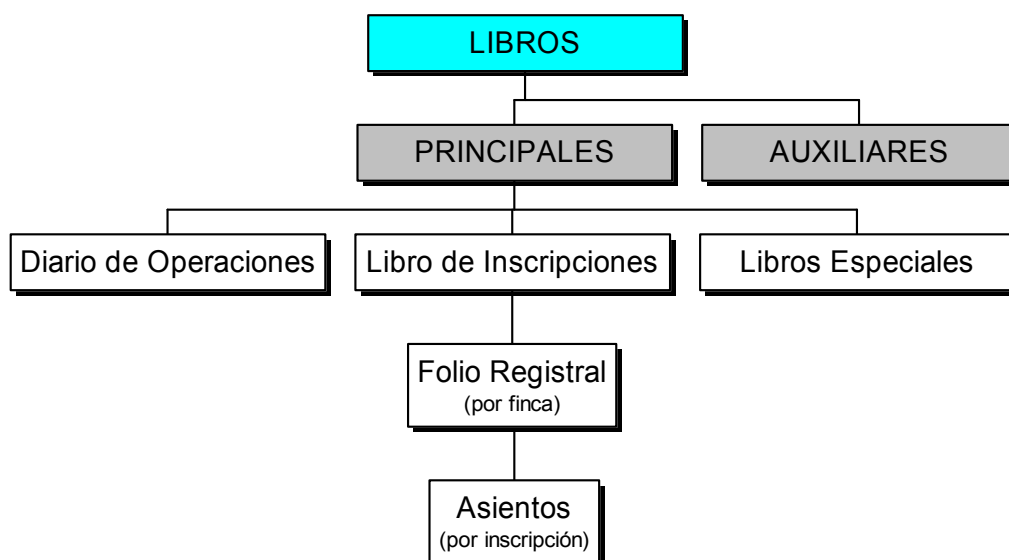 LIBROS
PRINCIPALES
AUXILIARES
Diario de Operaciones
Libro de Inscripciones
Libros Especiales
Folio Registral
(por finca)
Asientos
(por inscripción)